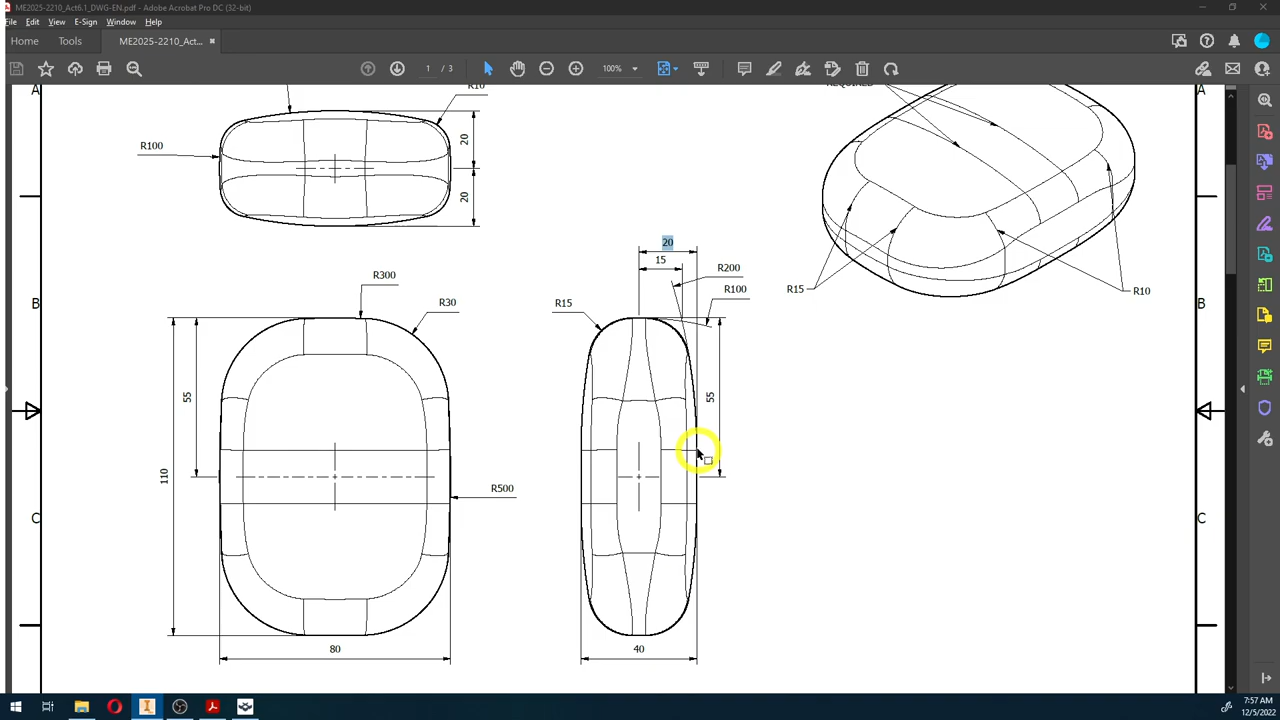 ME2025-2210_Act6.1_DWG-EN.pdf - Adobe Acrobat Pro DC (32-bit)
File Edit View E-Sign Window Help
Home Tools ME2025-2210_Act...
1 / 3 100%
A
A
R10
REQUIRED
20
R100
20
20
15
R200
B
R300
R100
R15
R10
B
R30
R15
55
55
110
R500
C
C
80
40
7:57 AM
12/5/2022